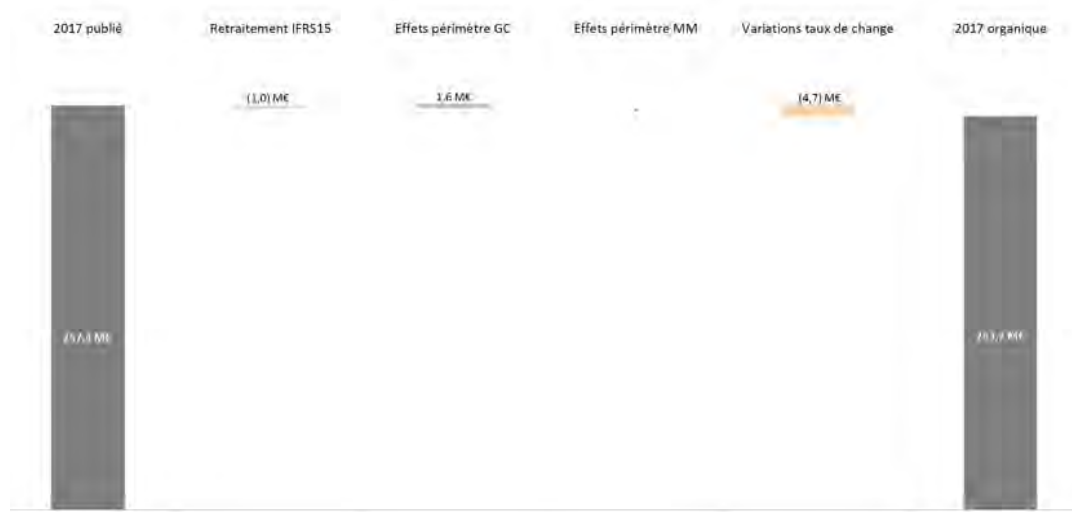 2017 publié Retraitement IFRS15 Effets périmètre GC Effets périmètre MM Variations taux de change 2017 organique
(1,0) M€ 1,6 M€ - (4,7) M€
M€ M€